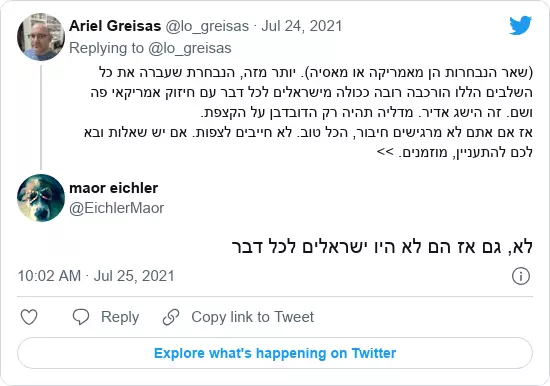 Ariel Greisas @lo_greisas · Jul 24, 2021
Replying to @lo_greisas
(שאר הנבחרות הן מאמריקה או מאסיה). יותר מזה, הנבחרת שעברה את כל
השלבים הללו הורכבה רובה ככולה מישראלים לכל דבר עם חיזוק אמריקאי פה
ושם. זה הישג אדיר. מדליה תהיה רק הדובדבן על הקצפת.
אז אם אתם לא מרגישים חיבור, הכל טוב. לא חייבים לצפות. אם יש שאלות ובא
לכם להתעניין, מוזמנים. >>
maor eichler
@EichlerMaor
לא, גם אז הם לא היו ישראלים לכל דבר
10:02 AM · Jul 25, 2021
Reply
Copy link to Tweet
Explore what's happening on Twitter